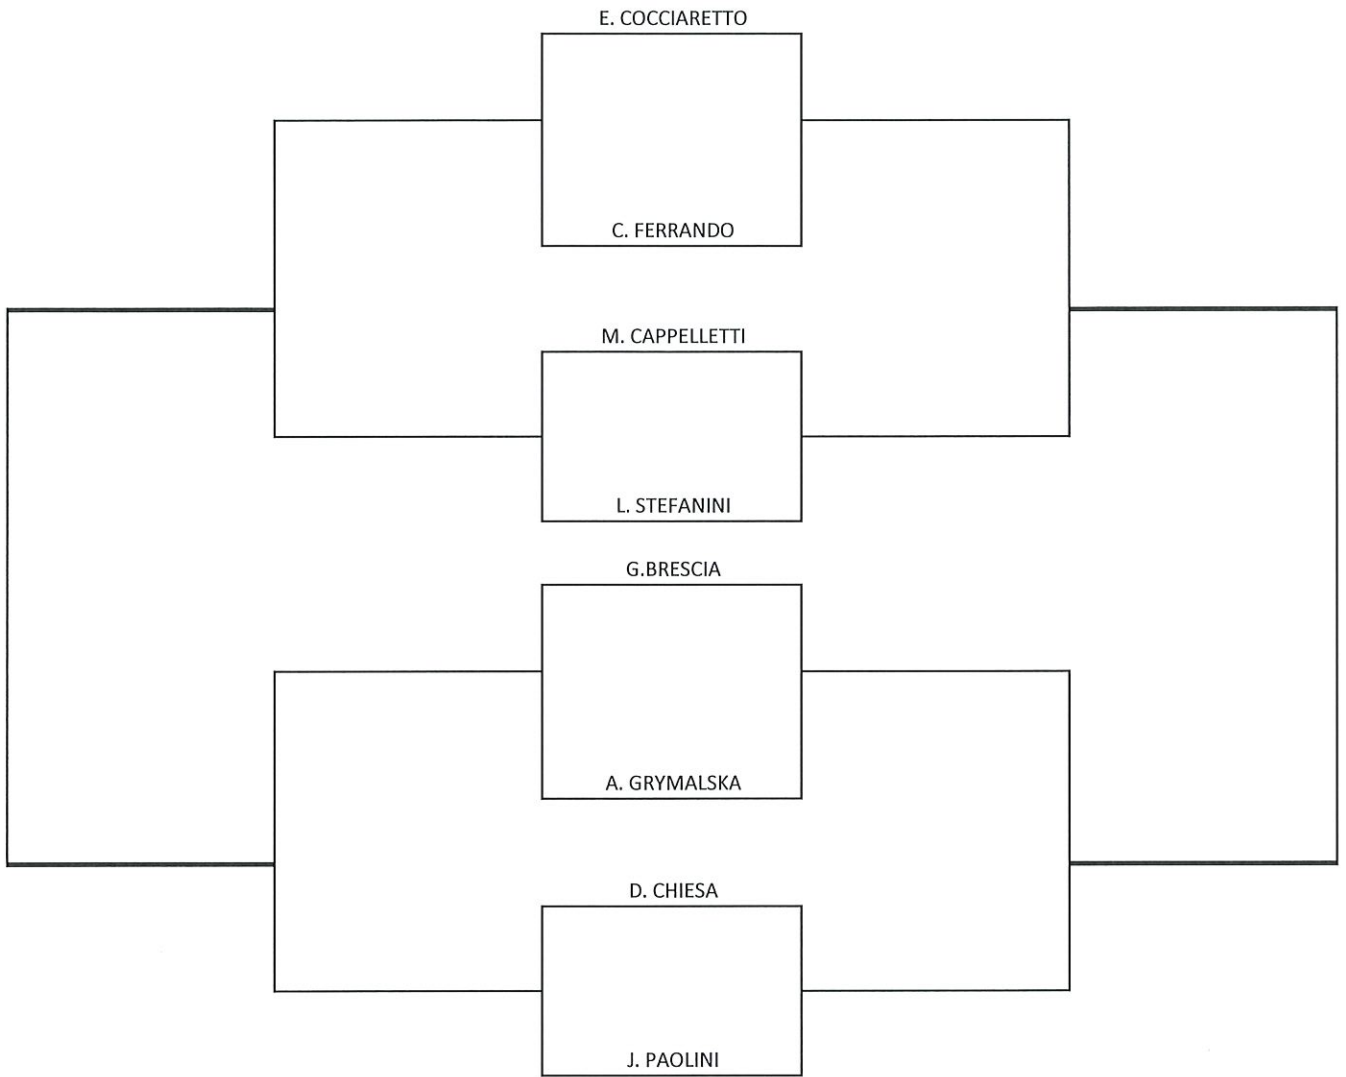 E. COCCIARETTO
C. FERRANDO
M. CAPPELLETTI
L. STEFANINI
G.BRESCIA
A. GRYMALSKA
D. CHIESA
J. PAOLINI